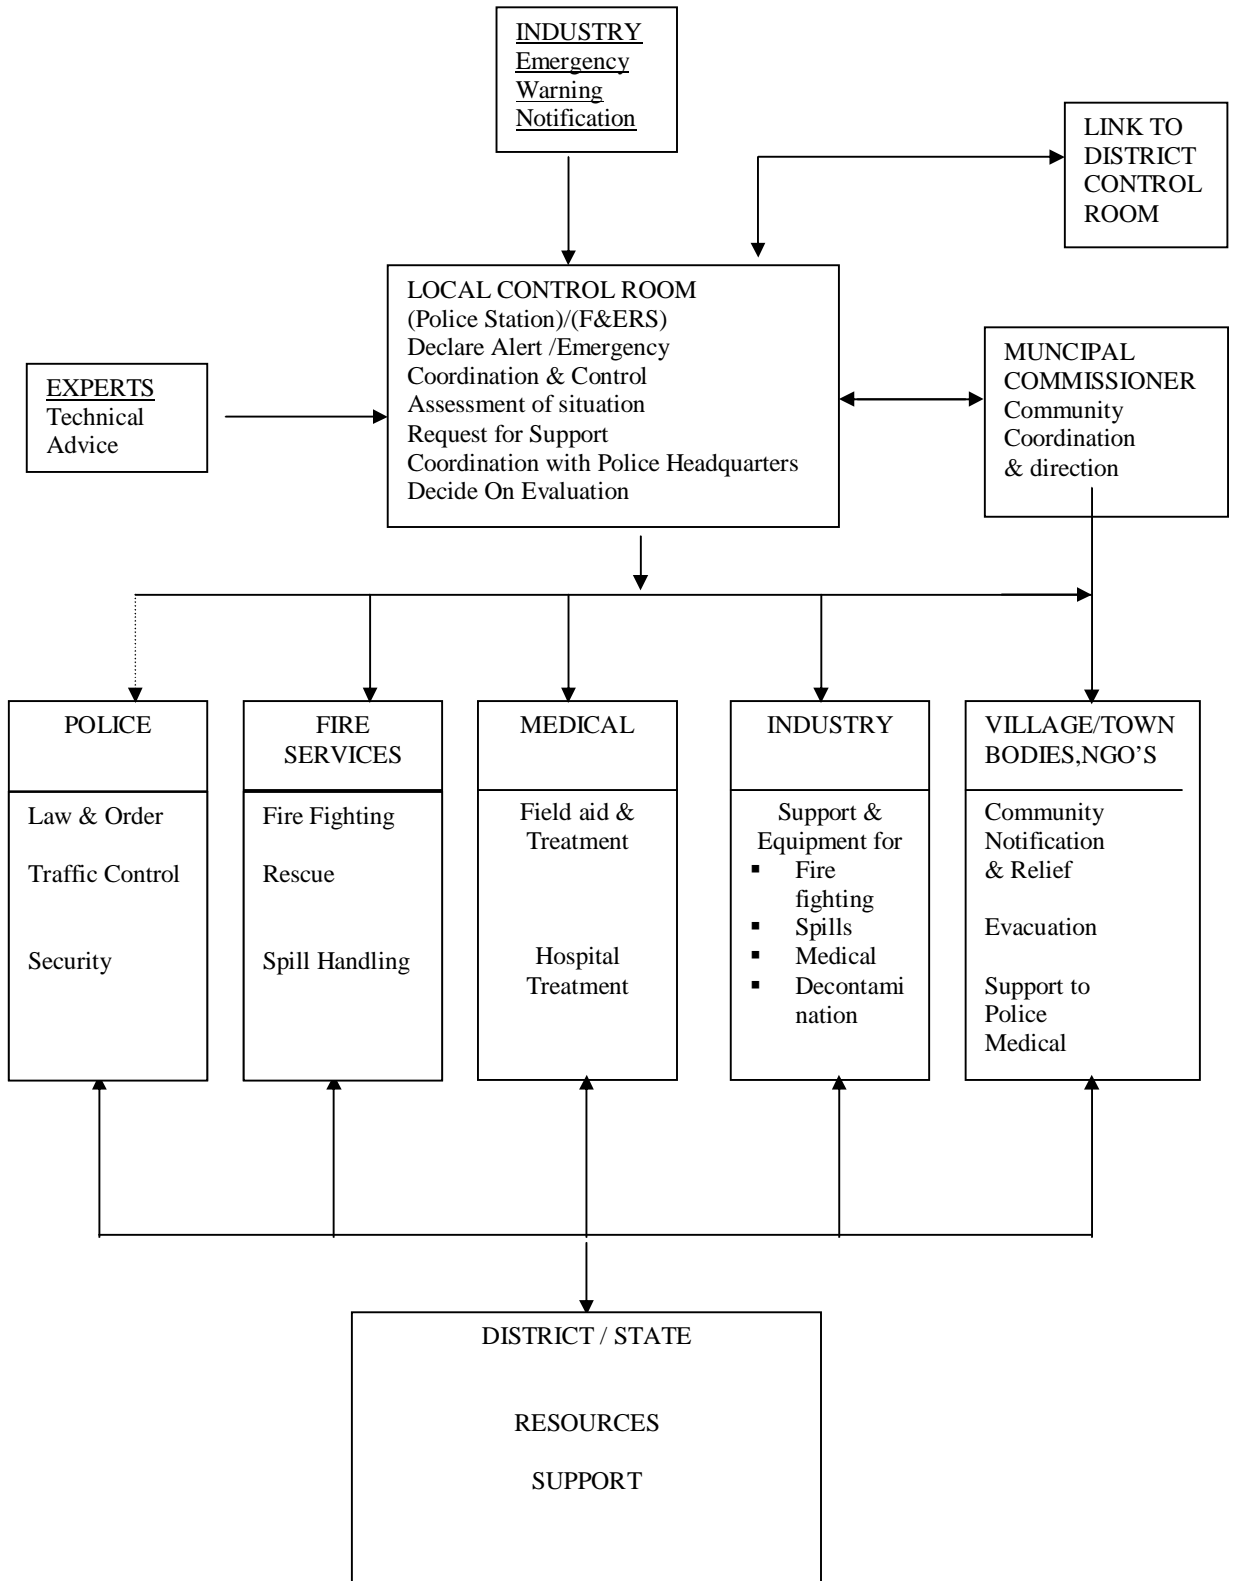 INDUSTRY
Emergency
Warning
Notification
LINK TO
DISTRICT
CONTROL
ROOM
LOCAL CONTROL ROOM
(Police Station)/(F&ERS)
Declare Alert /Emergency
Coordination & Control
Assessment of situation
Request for Support
Coordination with Police Headquarters
Decide On Evaluation
EXPERTS
Technical
Advice
MUNCIPAL
COMMISSIONER
Community
Coordination
& direction
POLICE
Law & Order
Traffic Control
Security
FIRE
SERVICES
Fire Fighting
Rescue
Spill Handling
MEDICAL
Field aid &
Treatment
Hospital
Treatment
INDUSTRY
Support &
Equipment for
▪ Fire
fighting
▪ Spills
▪ Medical
▪ Decontami
nation
VILLAGE/TOWN
BODIES,NGO’S
Community
Notification
& Relief
Evacuation
Support to
Police
Medical
DISTRICT / STATE
RESOURCES
SUPPORT